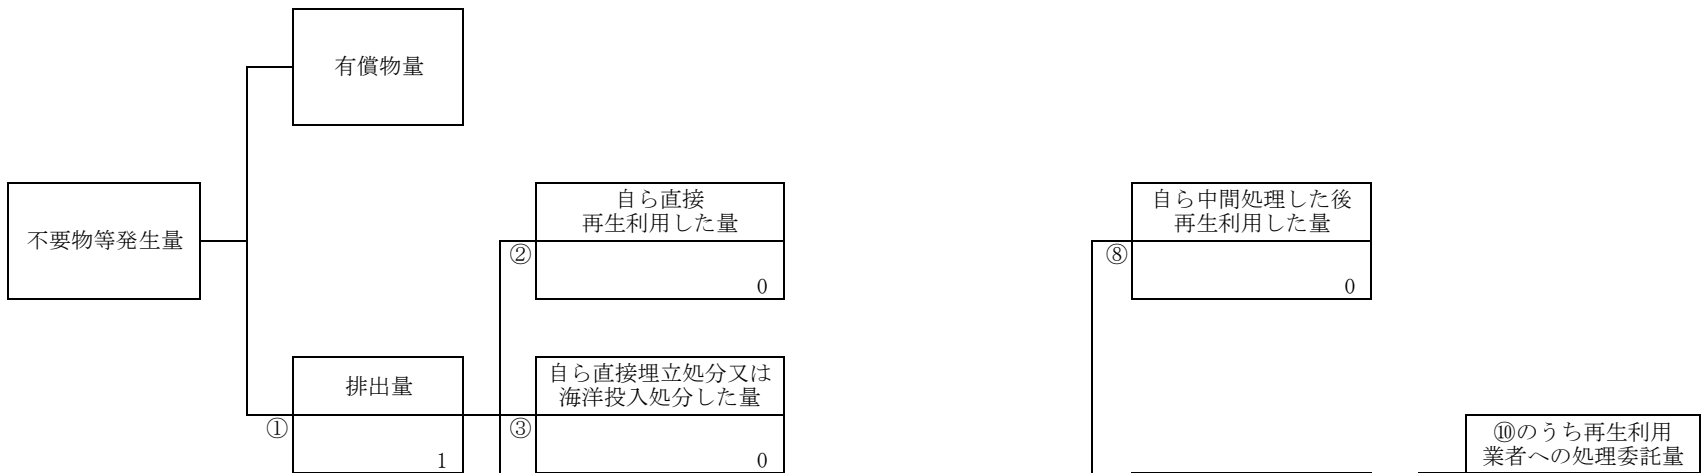 有償物量
不要物等発生量
自ら直接
再生利用した量
②
0
自ら中間処理した後
再生利用した量
⑧
0
排出量
①
1
自ら直接埋立処分又は
海洋投入処分した量
③
0
⑩のうち再生利用
業者への処理委託量